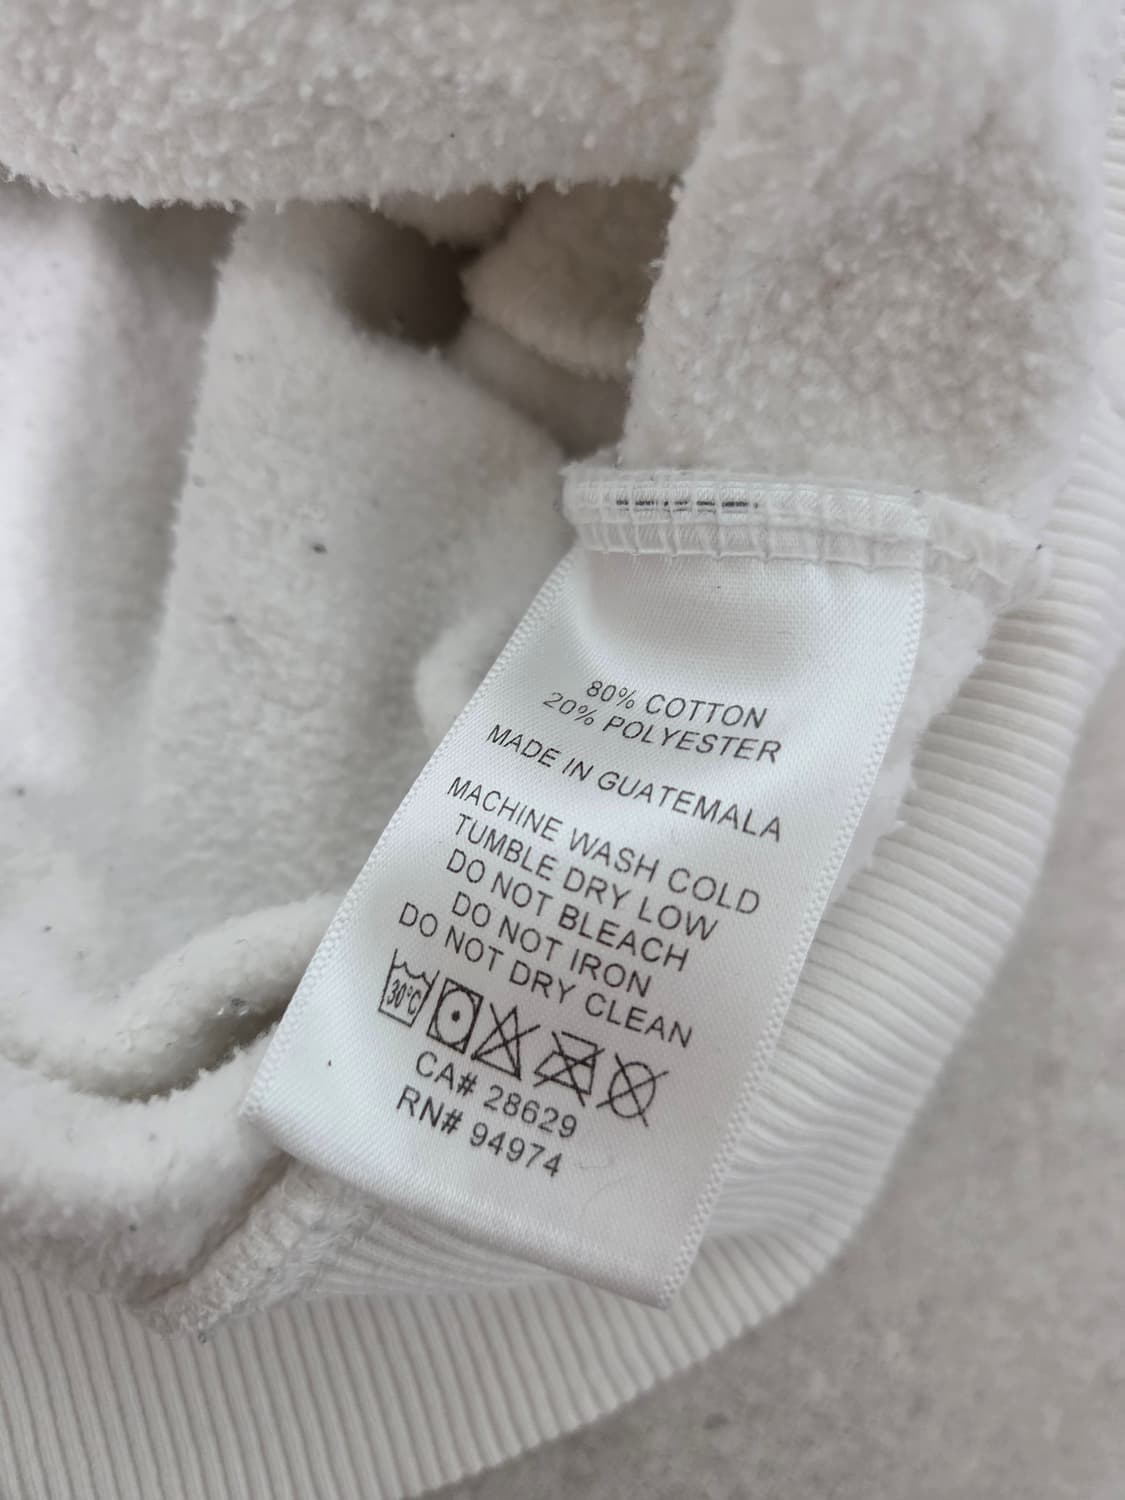 80% COTTON
20% POLYESTER
MADE IN GUATEMALA
MACHINE WASH COLD
TUMBLE DRY LOW
DO NOT BLEACH
DO NOT IRON
DO NOT DRY CLEAN
30°C
CA# 28629
RN# 94974